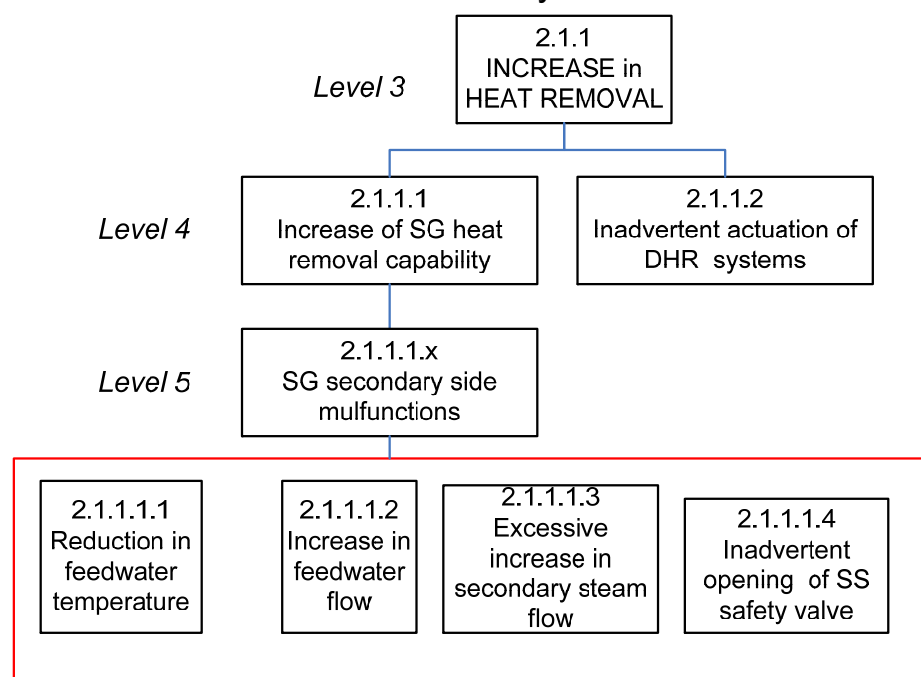 2.1.1
INCREASE in
HEAT REMOVAL
Level 3
2.1.1.1
Increase of SG heat
removal capability
2.1.1.2
Inadvertent actuation of
DHR systems
Level 4
2.1.1.1.x
SG secondary side
mulfunctions
Level 5
2.1.1.1.1
Reduction in
feedwater
temperature
2.1.1.1.2
Increase in
feedwater
flow
2.1.1.1.3
Excessive
increase in
secondary steam
flow
2.1.1.1.4
Inadvertent
opening of SS
safety valve